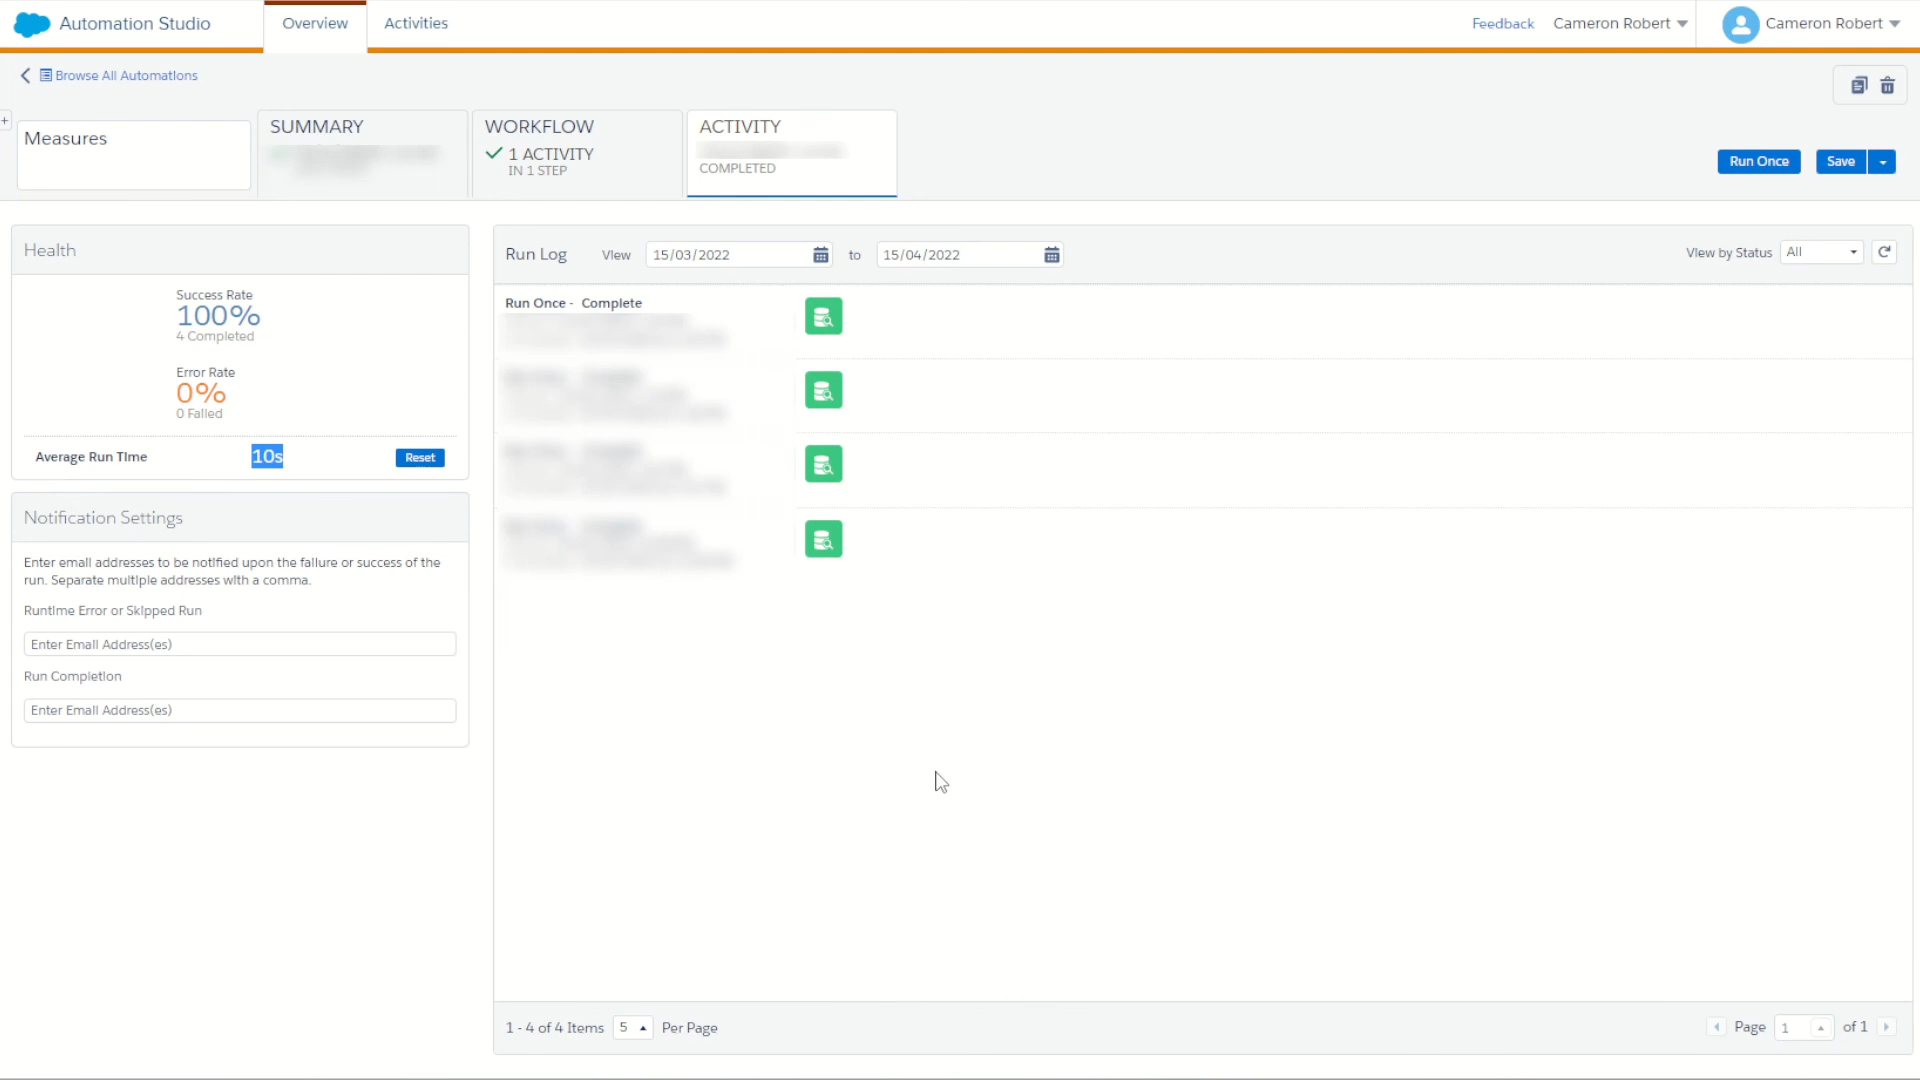 Automation Studio
Overview
Activities
Feedback
Cameron Robert
Cameron Robert
Browse All Automations
+
Measures
SUMMARY
WORKFLOW
1 ACTIVITY
IN 1 STEP
ACTIVITY
COMPLETED
Run Once
Save
Health
Success Rate
100%
4 Completed
Error Rate
0%
0 Failed
Average Run Time
10s
Reset
Notification Settings
Enter email addresses to be notified upon the failure or success of the
run. Separate multiple addresses with a comma.
Runtime Error or Skipped Run
Enter Email Address(es)
Run Completion
Enter Email Address(es)
Run Log
View
15/03/2022
to
15/04/2022
View by Status
All
Run Once - Complete
1 - 4 of 4 Items
5
Per Page
Page
1
of 1